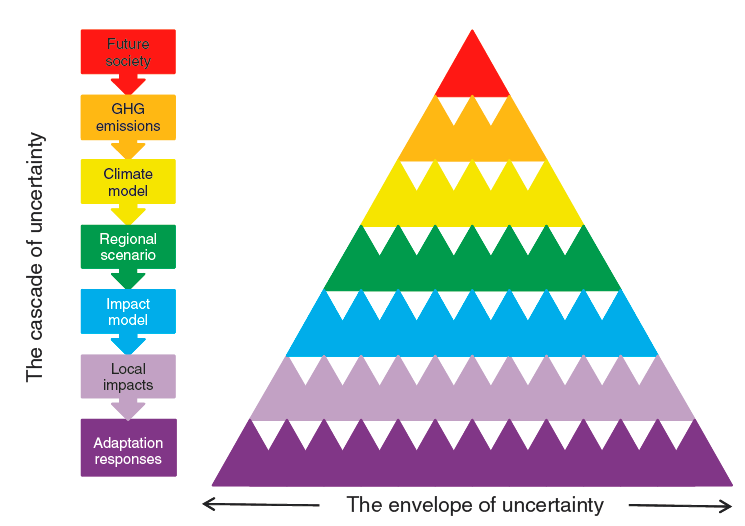 The cascade of uncertainty
Future
society
GHG
emissions
Climate
model
Regional
scenario
Impact
model
Local
impacts
Adaptation
responses
The envelope of uncertainty